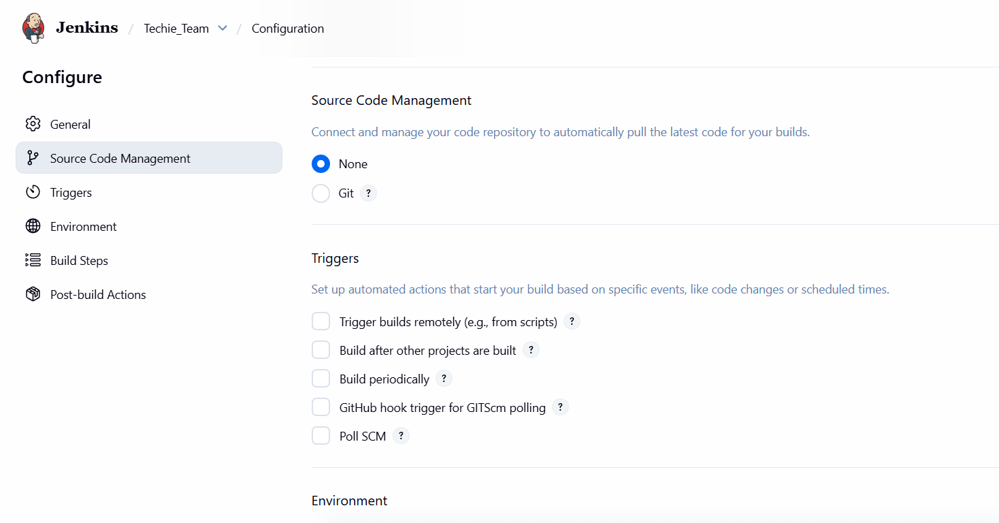 Jenkins / Techie_Team / Configuration
Configure
General
Source Code Management
Triggers
Environment
Build Steps
Post-build Actions
Source Code Management
Connect and manage your code repository to automatically pull the latest code for your builds.
None
Git ?
Triggers
Set up automated actions that start your build based on specific events, like code changes or scheduled times.
Trigger builds remotely (e.g., from scripts) ?
Build after other projects are built ?
Build periodically ?
GitHub hook trigger for GITScm polling ?
Poll SCM ?
Environment